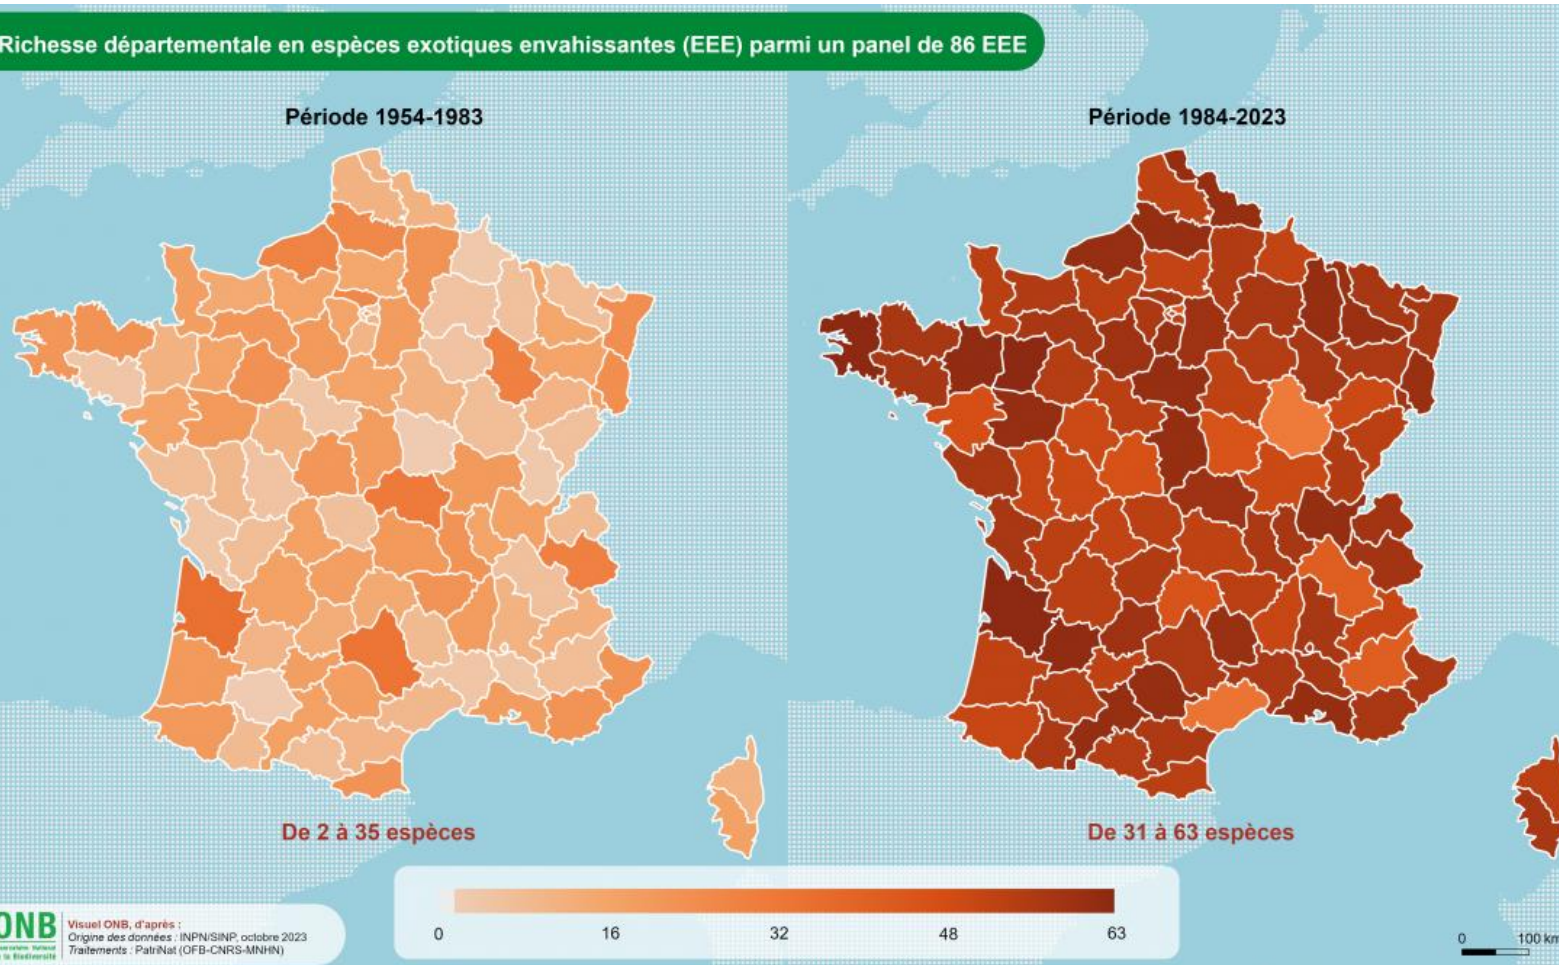 Richesse départementale en espèces exotiques envahissantes (EEE) parmi un panel de 86 EEE
Période 1954-1983
Période 1984-2023
De 2 à 35 espèces
De 31 à 63 espèces
0 16 32 48 63
ONB
Visuel ONB, d'après :
Origine des données : INPN/SINP, octobre 2023
Traitements : PatriNat (OFB-CNRS-MNHN)
0 100 km